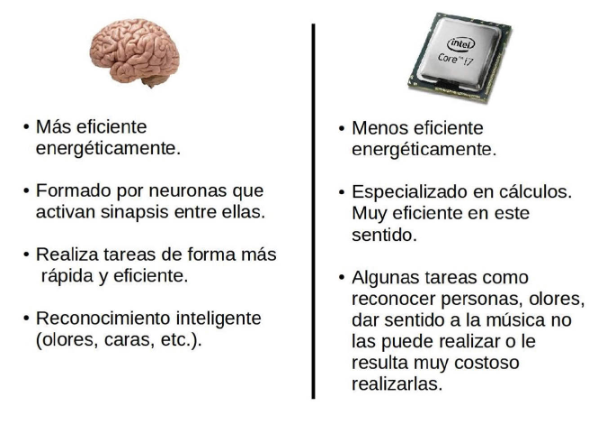 intel
Core™ i7
• Más eficiente
energéticamente.
• Formado por neuronas que
activan sinapsis entre ellas.
• Realiza tareas de forma más
rápida y eficiente.
• Reconocimiento inteligente
(olores, caras, etc.).
• Menos eficiente
energéticamente.
• Especializado en cálculos.
Muy eficiente en este
sentido.
• Algunas tareas como
reconocer personas, olores,
dar sentido a la música no
las puede realizar o le
resulta muy costoso
realizarlas.